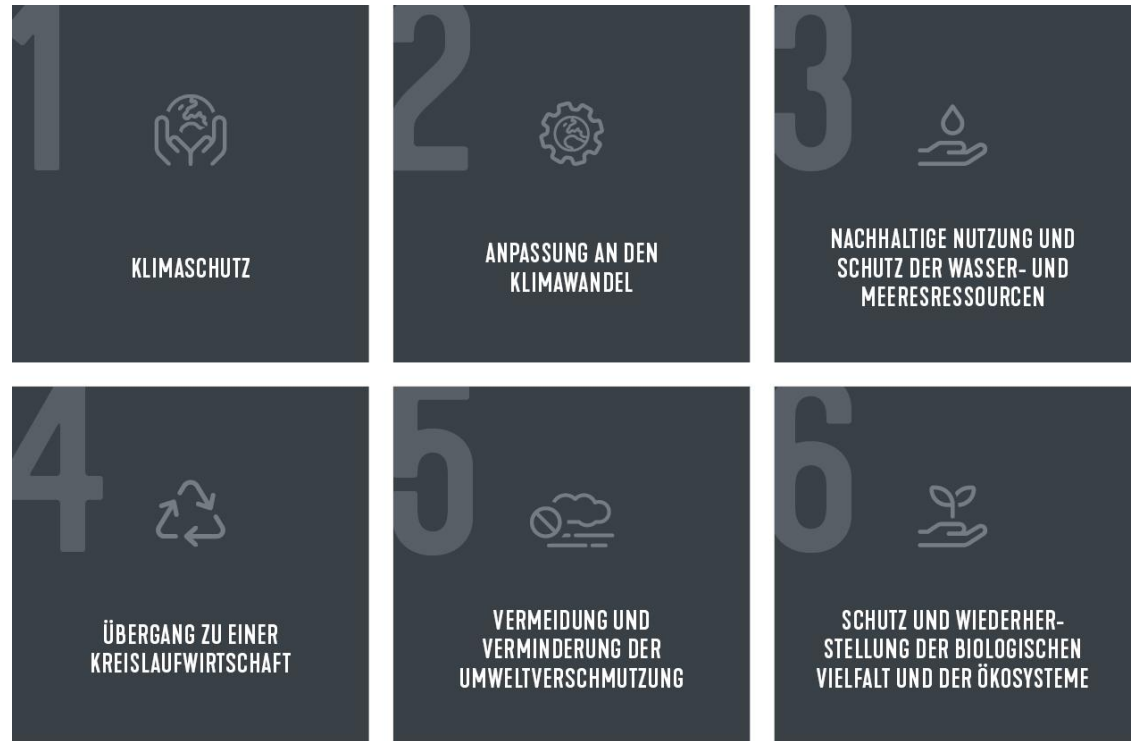 1
KLIMASCHUTZ
2
ANPASSUNG AN DEN
KLIMAWANDEL
3
NACHHALTIGE NUTZUNG UND
SCHUTZ DER WASSER- UND
MEERESRESSOURCEN
4
ÜBERGANG ZU EINER
KREISLAUFWIRTSCHAFT
5
VERMEIDUNG UND
VERMINDERUNG DER
UMWELTVERSCHMUTZUNG
6
SCHUTZ UND WIEDERHER-
STELLUNG DER BIOLOGISCHEN
VIELFALT UND DER ÖKOSYSTEME